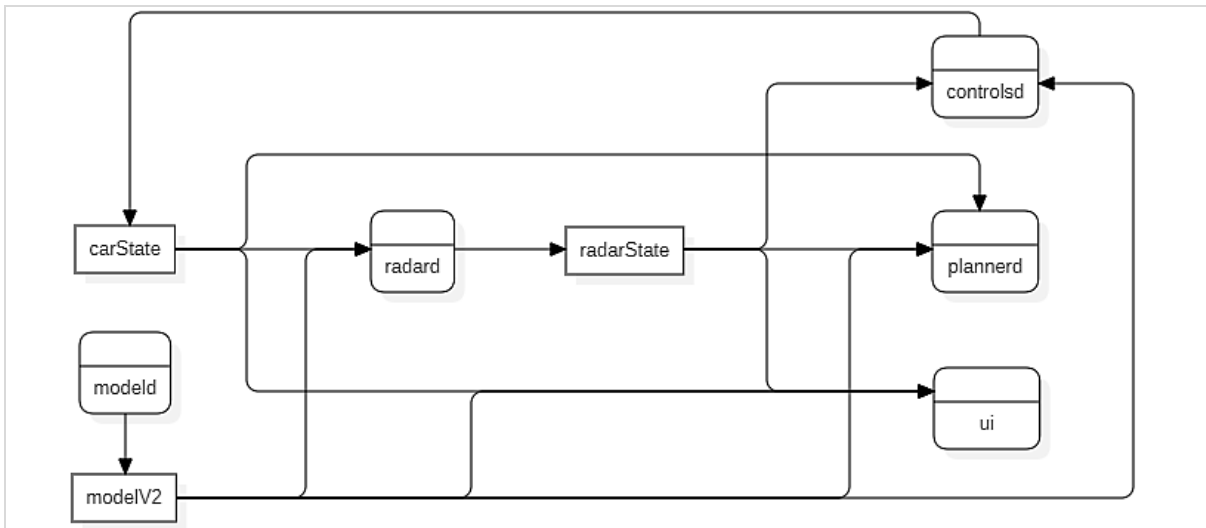 controlsd
carState
radard
radarState
plannerd
modeld
ui
modelV2